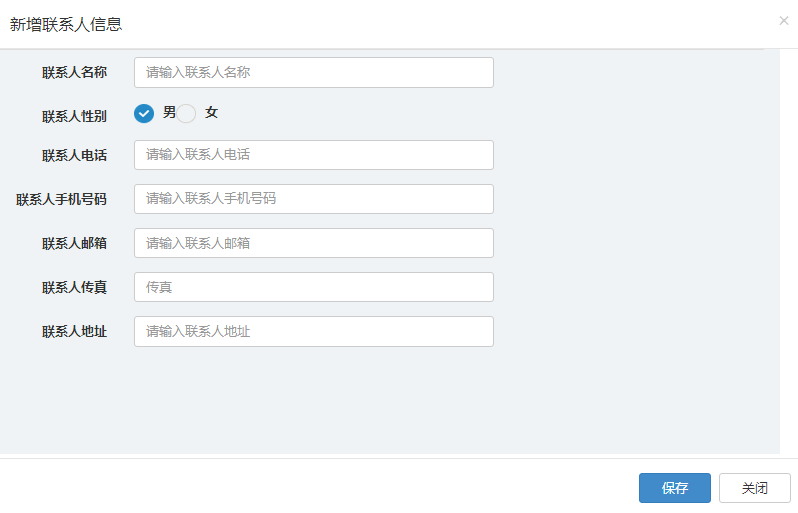 新增联系人信息
×
联系人名称 请输入联系人名称
联系人性别 男 女
联系人电话 请输入联系人电话
联系人手机号码 请输入联系人手机号码
联系人邮箱 请输入联系人邮箱
联系人传真 传真
联系人地址 请输入联系人地址
保存 关闭